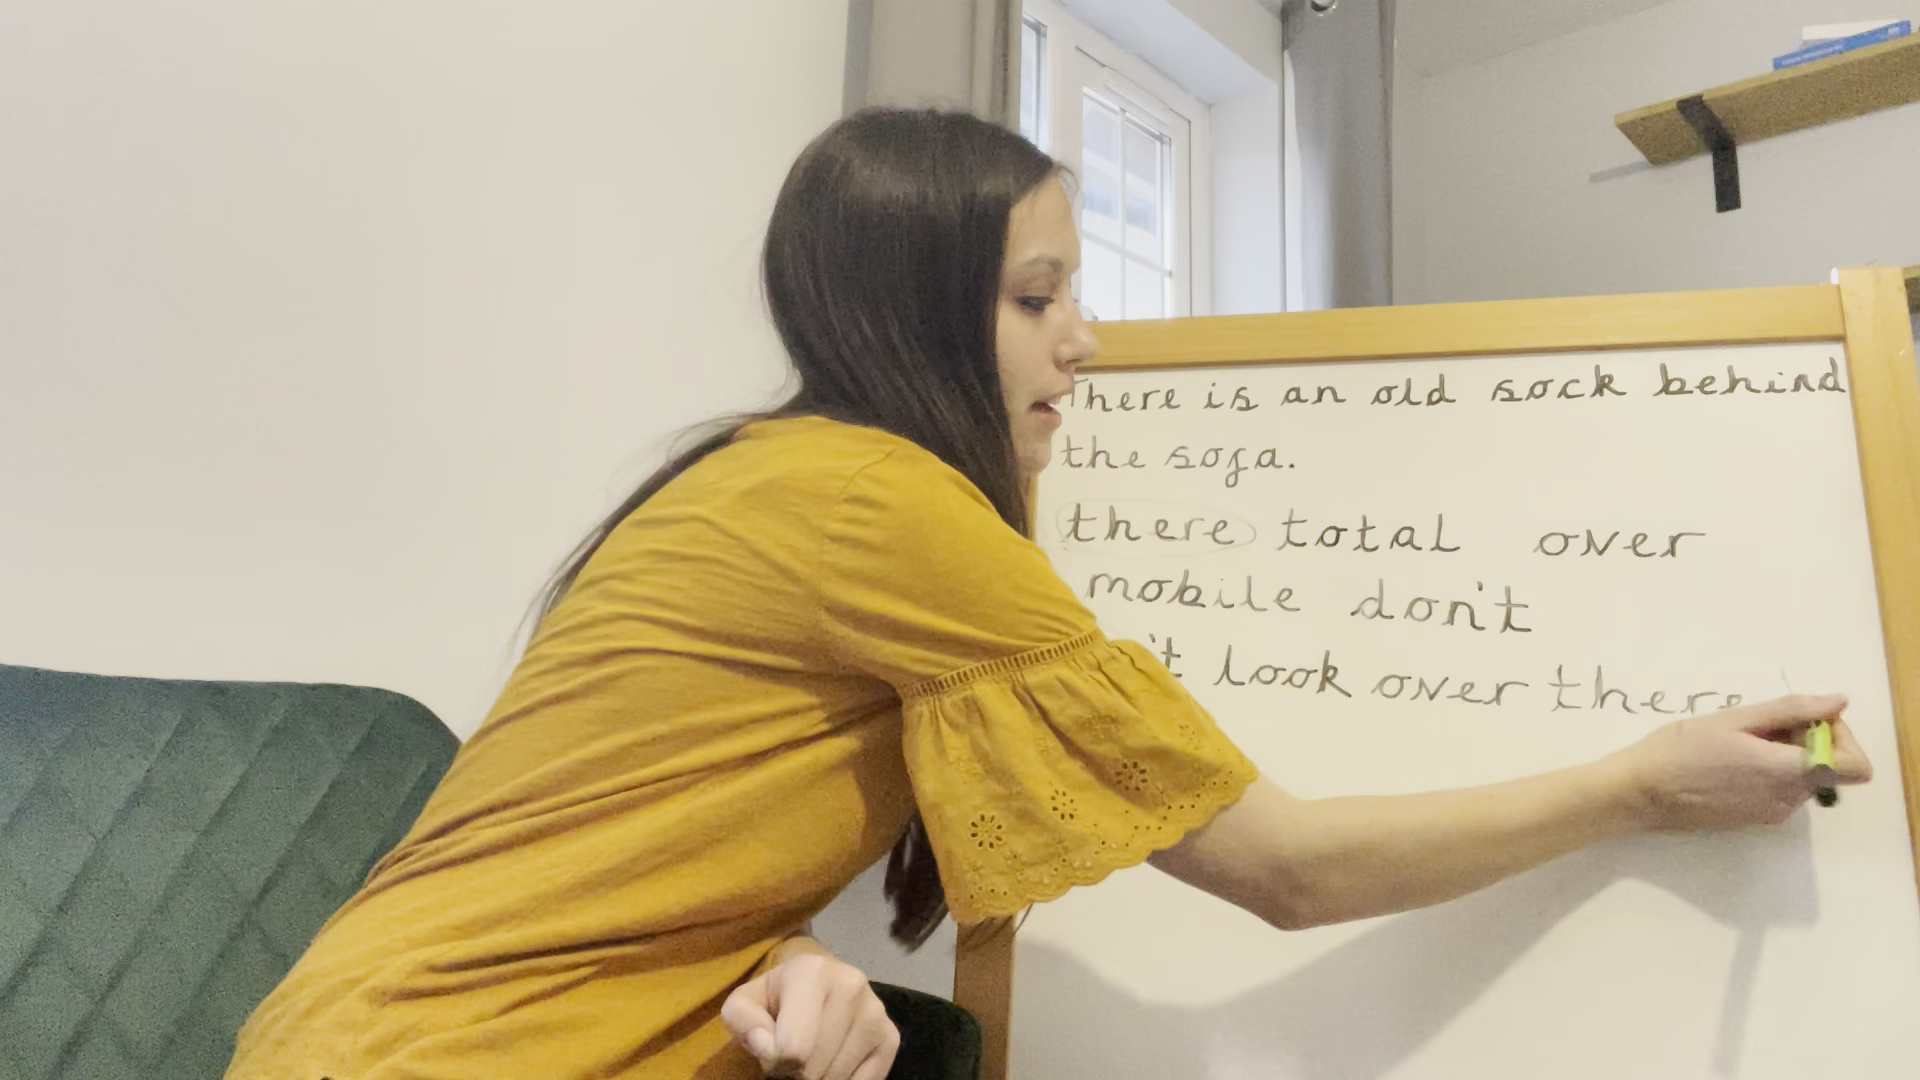 There is an old sock behind
the sofa.
there total over
mobile don't
't look over there